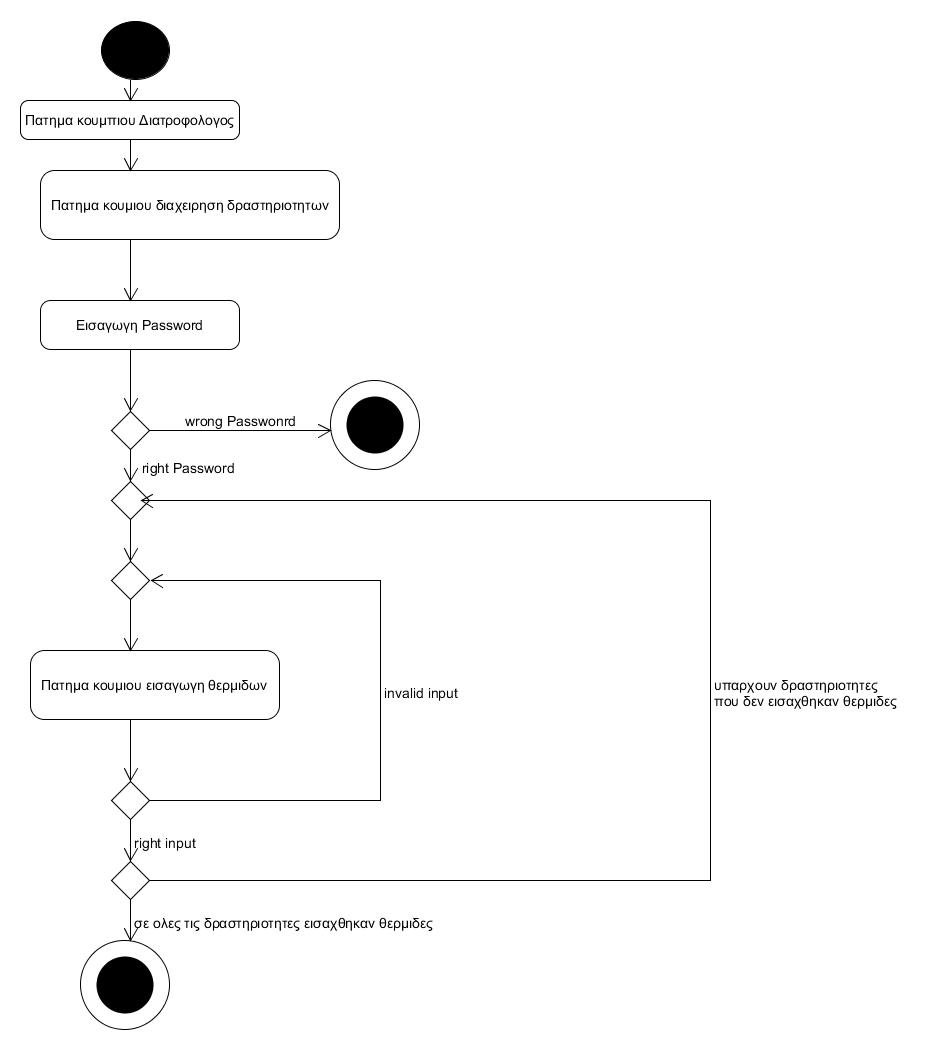 Πατημα κουμπιου Διατροφολογος
Πατημα κουμιου διαχειρηση δραστηριοτητων
Εισαγωγη Password
wrong Passwonrd
right Password
Πατημα κουμιου εισαγωγη θερμιδων
invalid input
υπαρχουν δραστηριοτητες
που δεν εισαχθηκαν θερμιδες
right input
σε ολες τις δραστηριοτητες εισαχθηκαν θερμιδες